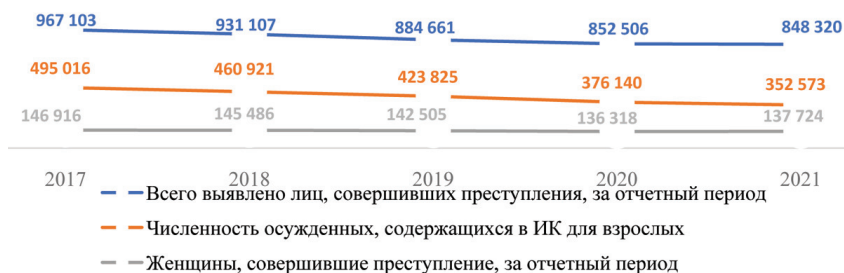 967 103 931 107 884 661 852 506 848 320
495 016 460 921 423 825 376 140 352 573
146 916 145 486 142 505 136 318 137 724
2017 2018 2019 2020 2021
Всего выявлено лиц, совершивших преступления, за отчетный период
Численность осужденных, содержащихся в ИК для взрослых
Женщины, совершившие преступление, за отчетный период